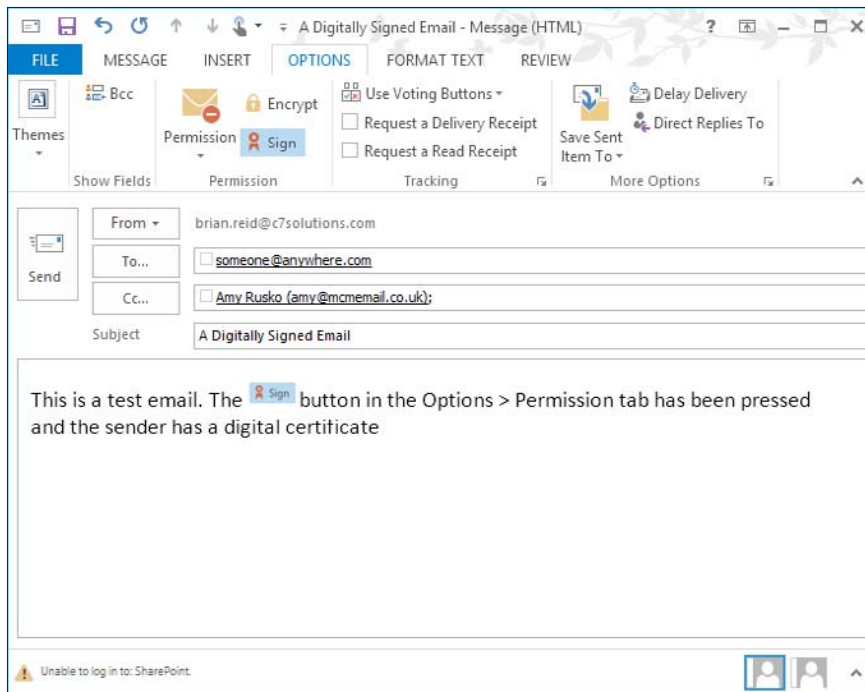 A Digitally Signed Email - Message (HTML)
?
FILE MESSAGE INSERT OPTIONS FORMAT TEXT REVIEW
A
Themes
Bcc
Show Fields
Permission
Encrypt
Sign
Permission
Use Voting Buttons
Request a Delivery Receipt
Request a Read Receipt
Tracking
Save Sent
Item To
Delay Delivery
Direct Replies To
More Options
Send
From brian.reid@c7solutions.com
To... someone@anywhere.com
Cc... Amy Rusko (amy@mcmemail.co.uk);
Subject A Digitally Signed Email
This is a test email. The Sign button in the Options > Permission tab has been pressed
and the sender has a digital certificate
Unable to log in to: SharePoint.